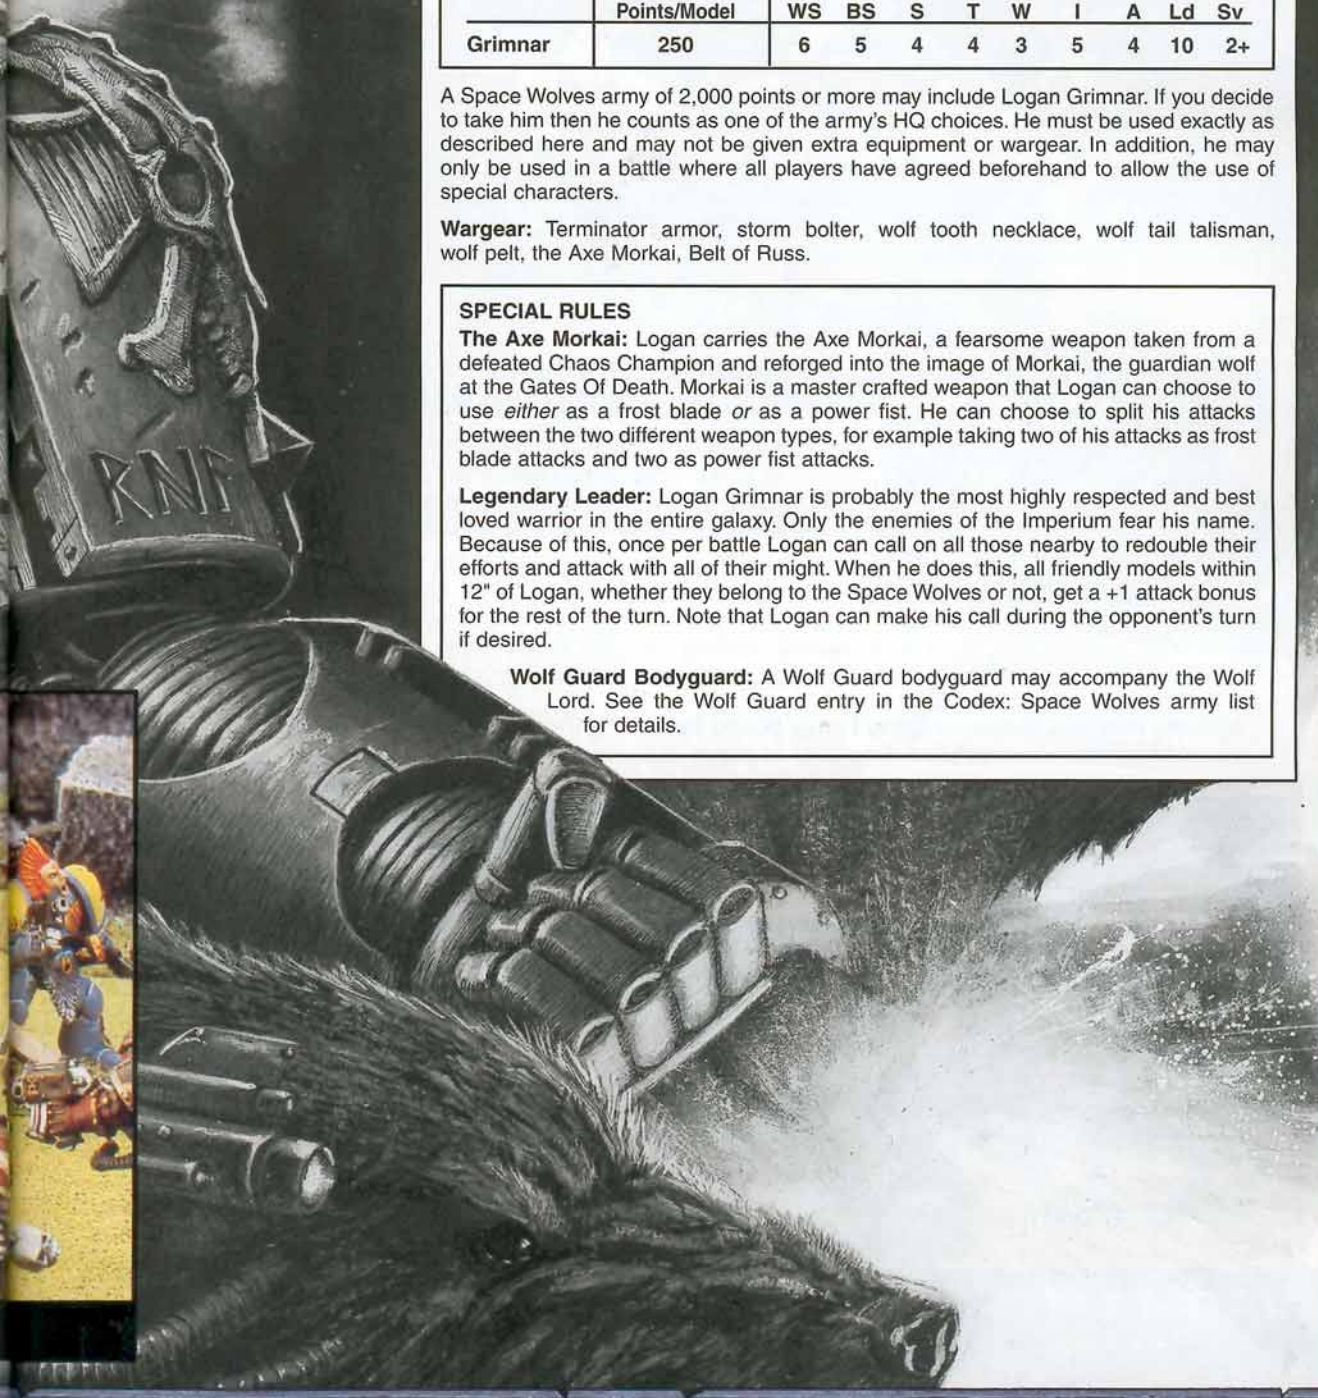 Points/Model WS BS S T W I A Ld Sv
Grimnar 250 6 5 4 4 3 5 4 10 2+
A Space Wolves army of 2,000 points or more may include Logan Grimnar. If you decide
to take him then he counts as one of the army's HQ choices. He must be used exactly as
described here and may not be given extra equipment or wargear. In addition, he may
only be used in a battle where all players have agreed beforehand to allow the use of
special characters.
Wargear: Terminator armor, storm bolter, wolf tooth necklace, wolf tail talisman,
wolf pelt, the Axe Morkai, Belt of Russ.
SPECIAL RULES
The Axe Morkai: Logan carries the Axe Morkai, a fearsome weapon taken from a
defeated Chaos Champion and reforged into the image of Morkai, the guardian wolf
at the Gates Of Death. Morkai is a master crafted weapon that Logan can choose to
use either as a frost blade or as a power fist. He can choose to split his attacks
between the two different weapon types, for example taking two of his attacks as frost
blade attacks and two as power fist attacks.
Legendary Leader: Logan Grimnar is probably the most highly respected and best
loved warrior in the entire galaxy. Only the enemies of the Imperium fear his name.
Because of this, once per battle Logan can call on all those nearby to redouble their
efforts and attack with all of their might. When he does this, all friendly models within
12" of Logan, whether they belong to the Space Wolves or not, get a +1 attack bonus
for the rest of the turn. Note that Logan can make his call during the opponent's turn
if desired.
Wolf Guard Bodyguard: A Wolf Guard bodyguard may accompany the Wolf
Lord. See the Wolf Guard entry in the Codex: Space Wolves army list
for details.